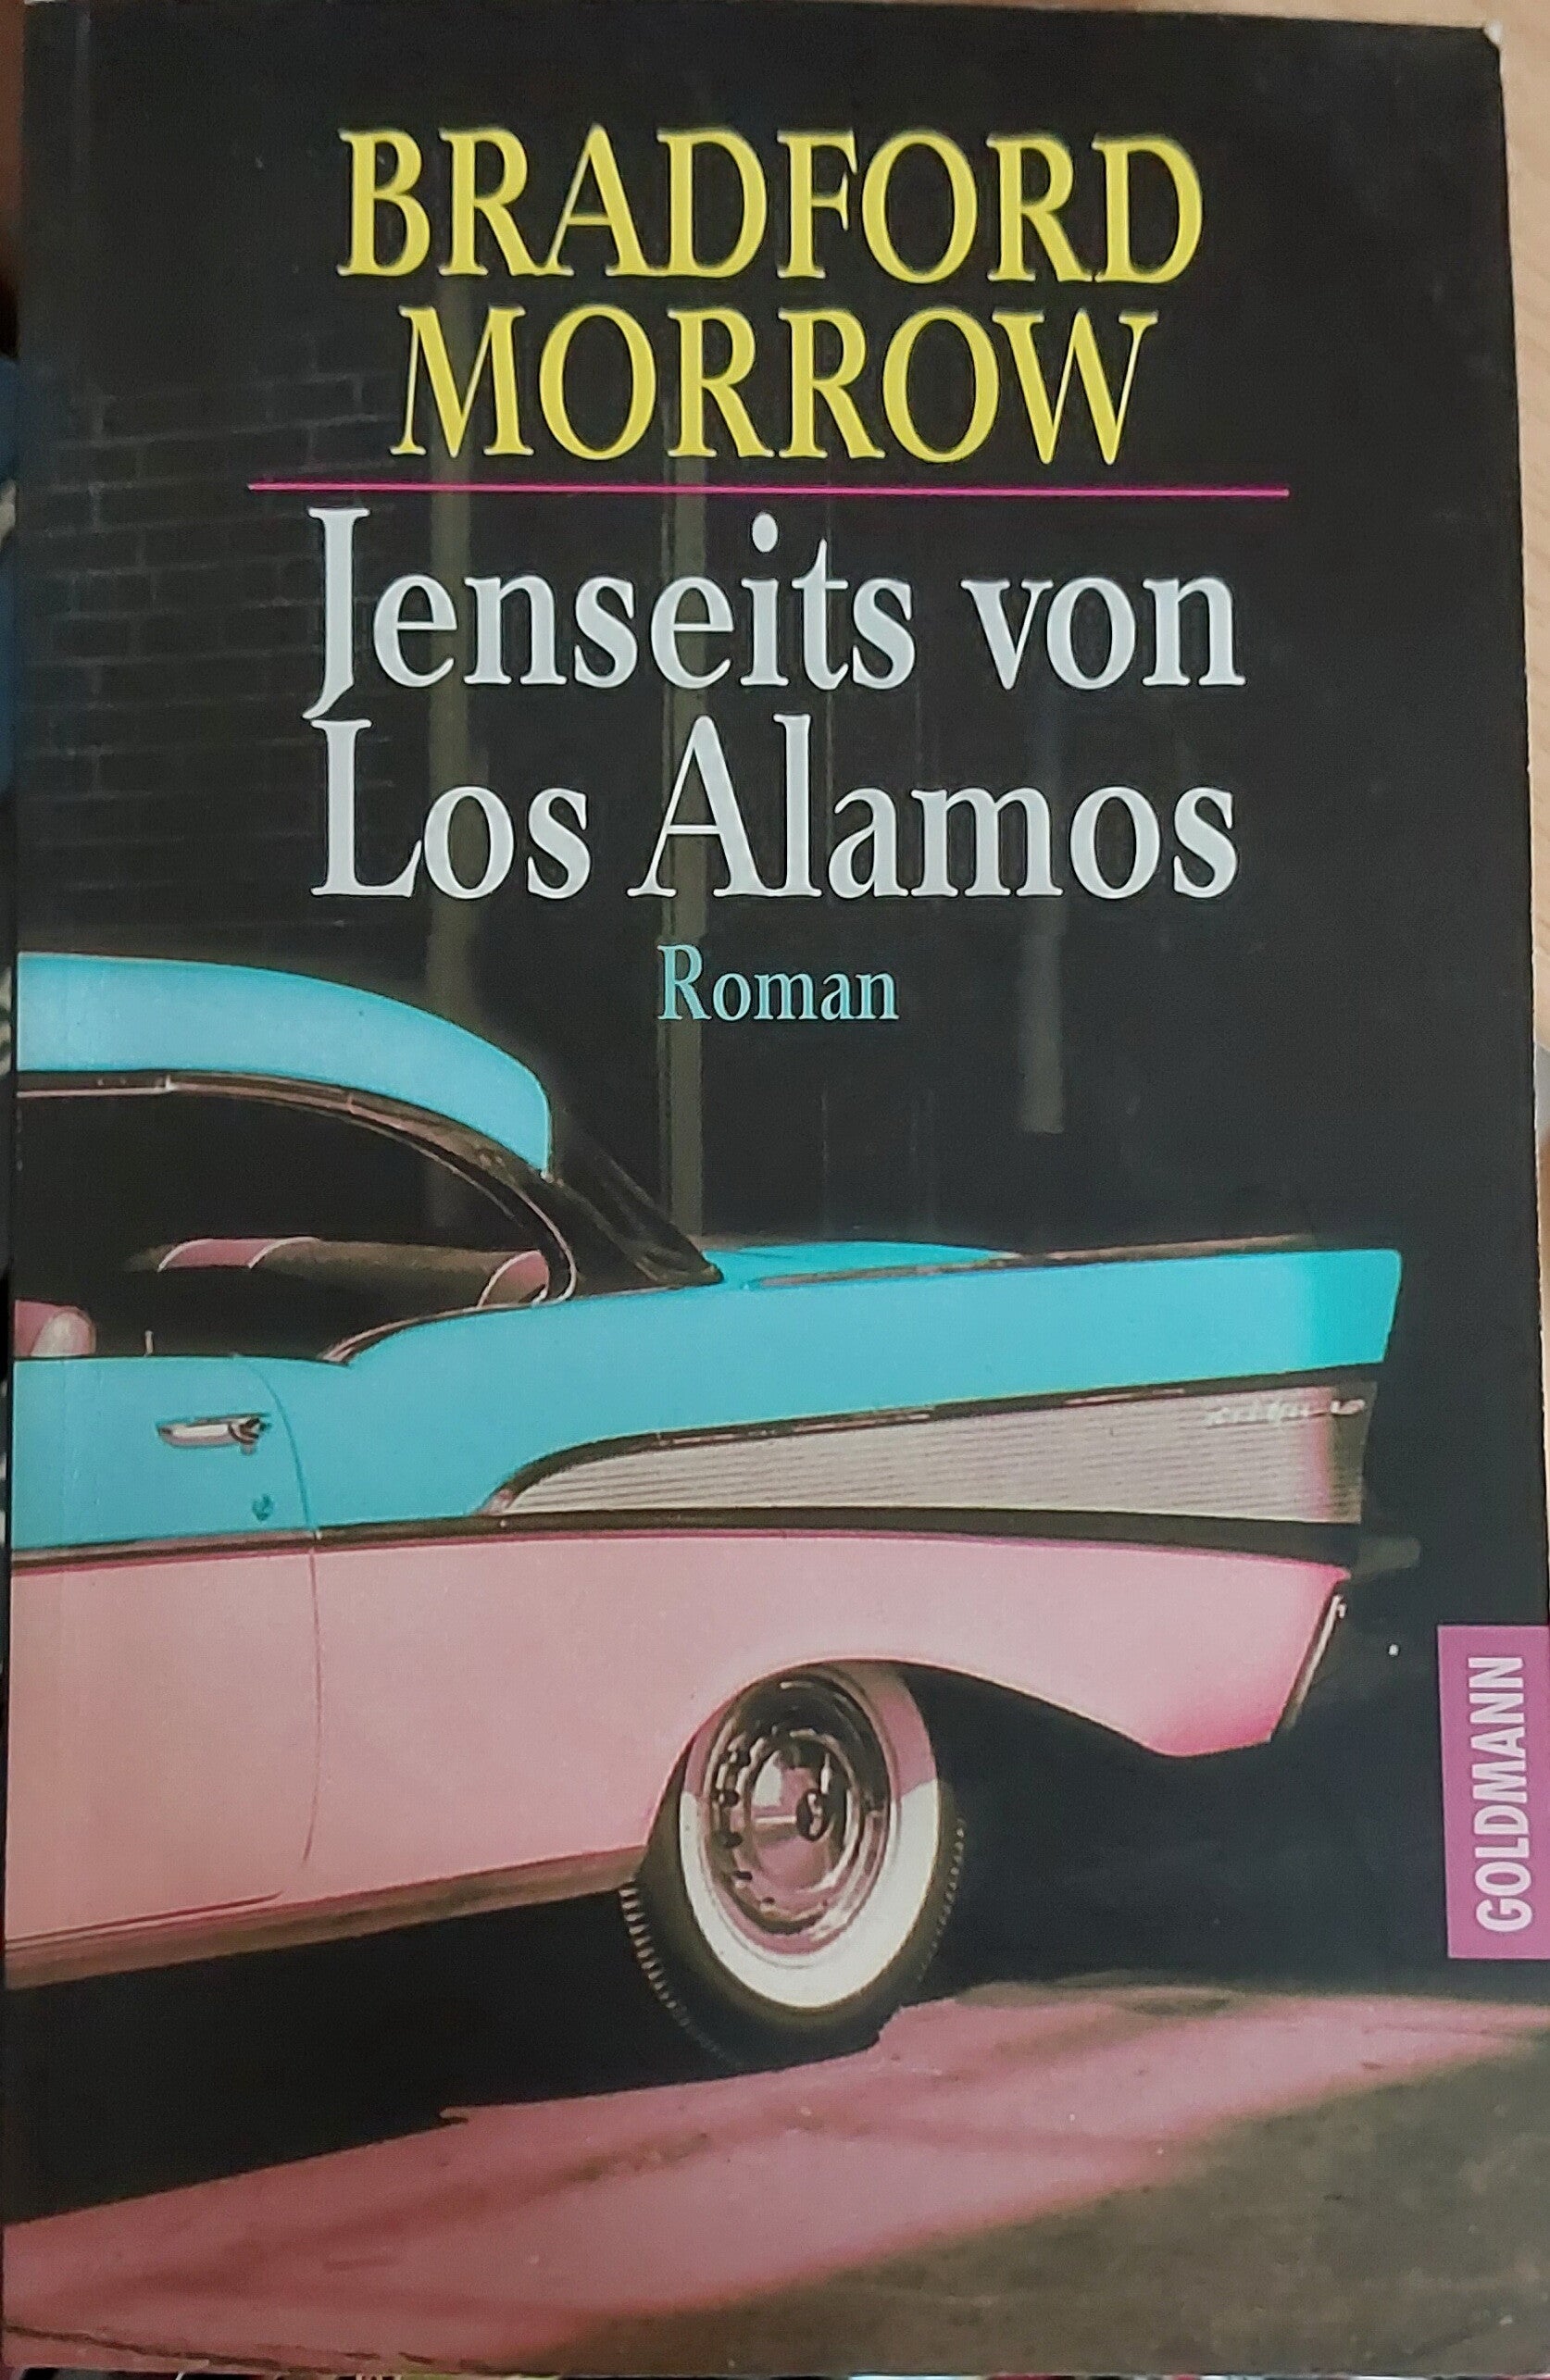 BRADFORD
MORROW
Jenseits von
Los Alamos
Roman
GOLDMANN